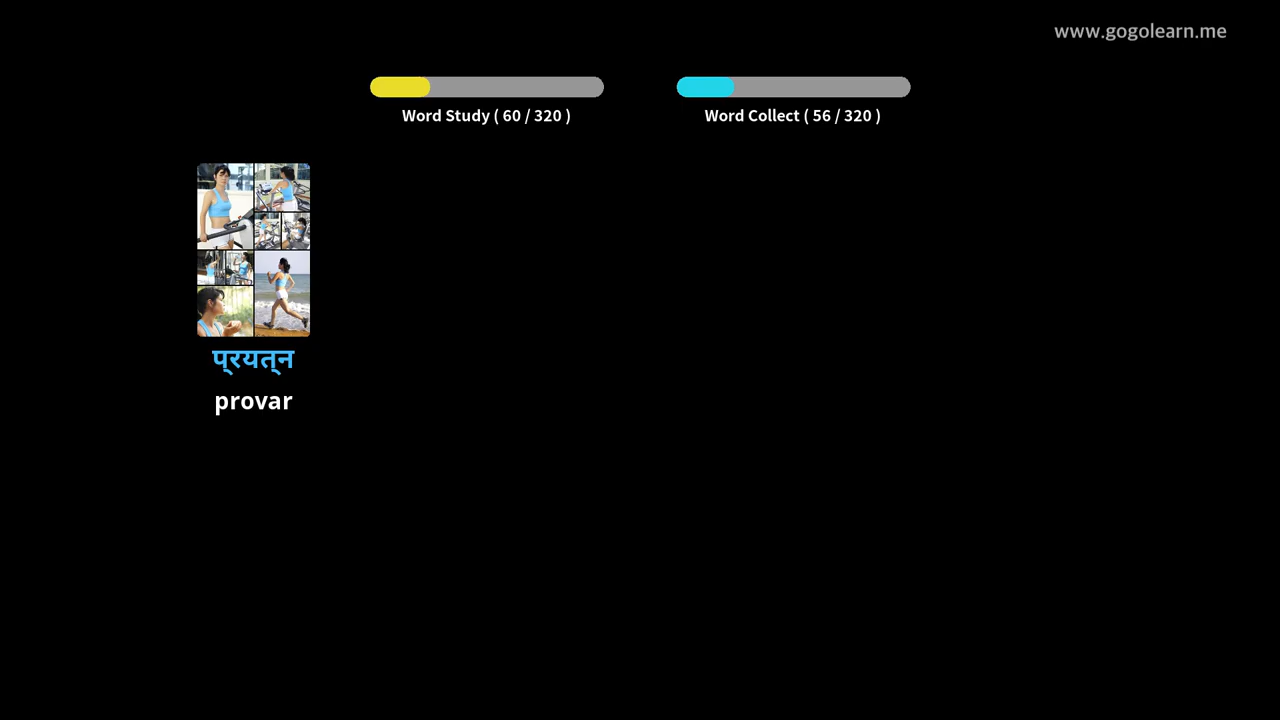 www.gogolearn.me
Word Study ( 60 / 320 )
Word Collect ( 56 / 320 )
प्रयत्न
provar